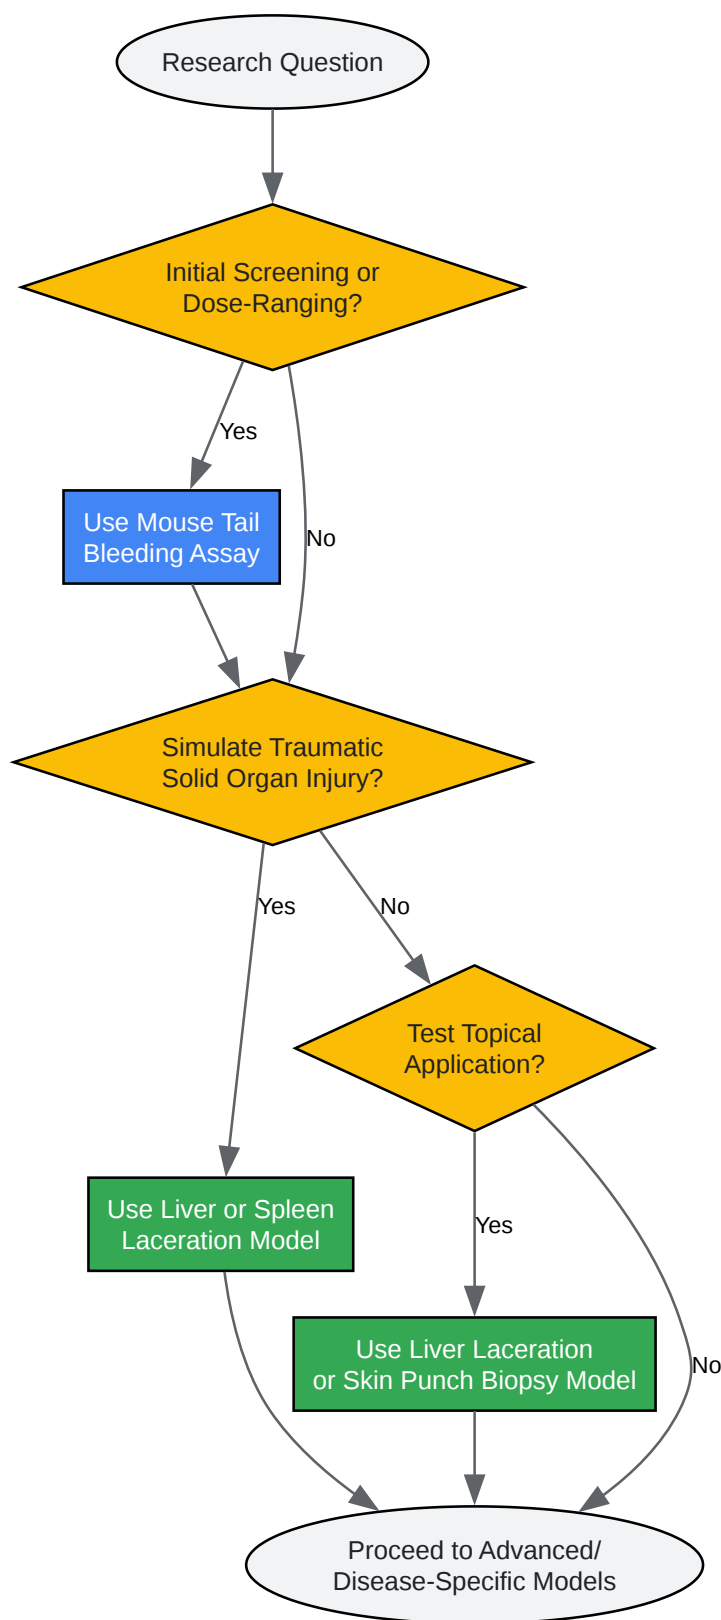 Research Question
Initial Screening or
Dose-Ranging?
Yes
Use Mouse Tail
Bleeding Assay
No
Simulate Traumatic
Solid Organ Injury?
Yes
No
Test Topical
Application?
Use Liver or Spleen
Laceration Model
Yes
Use Liver Laceration
or Skin Punch Biopsy Model
No
Proceed to Advanced/
Disease-Specific Models